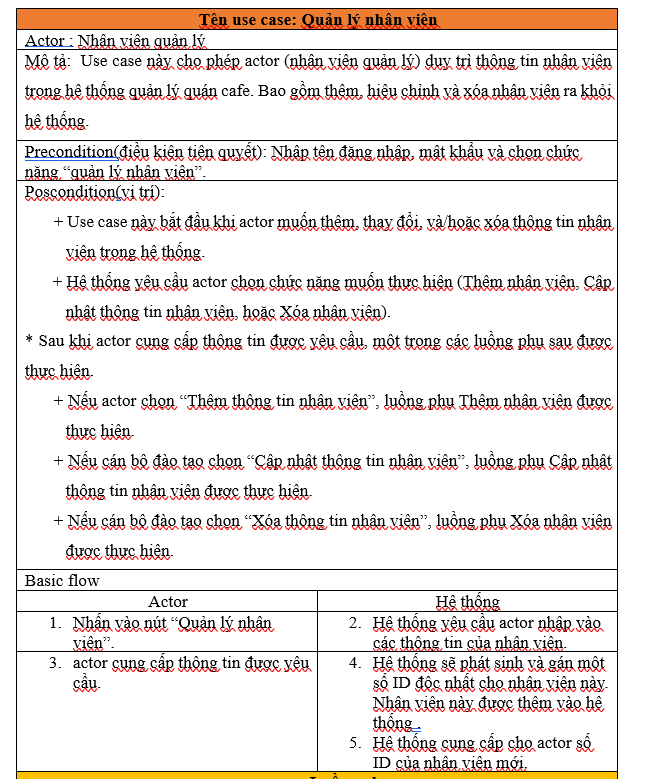 Tên use case: Quản lý nhân viên
Actor : Nhân viên quản lý
Mô tả: Use case này cho phép actor (nhân viên quản lý) duy trì thông tin nhân viên
trong hệ thống quản lý quán cafe. Bao gồm thêm, hiệu chỉnh và xóa nhân viên ra khỏi
hệ thống.
Precondition(điều kiện tiên quyết): Nhập tên đăng nhập, mật khẩu và chọn chức
năng “quản lý nhân viên”.
Poscondition(vị trí):
+ Use case này bắt đầu khi actor muốn thêm, thay đổi, và/hoặc xóa thông tin nhân
viên trong hệ thống.
+ Hệ thống yêu cầu actor chọn chức năng muốn thực hiện (Thêm nhân viên, Cập
nhật thông tin nhân viên, hoặc Xóa nhân viên).
* Sau khi actor cung cấp thông tin được yêu cầu, một trong các luồng phụ sau được
thực hiện.
+ Nếu actor chọn “Thêm thông tin nhân viên”, luồng phụ Thêm nhân viên được
thực hiện.
+ Nếu cán bộ đào tạo chọn “Cập nhật thông tin nhân viên”, luồng phụ Cập nhật
thông tin nhân viên được thực hiện.
+ Nếu cán bộ đào tạo chọn “Xóa thông tin nhân viên”, luồng phụ Xóa nhân viên
được thực hiện.
Basic flow
Actor
Hệ thống
1. Nhấn vào nút “Quản lý nhân
viên”.
2. Hệ thống yêu cầu actor nhập vào
các thông tin của nhân viên.
3. actor cung cấp thông tin được yêu
cầu.
4. Hệ thống sẽ phát sinh và gán một
số ID độc nhất cho nhân viên này.
Nhân viên này được thêm vào hệ
thống .
5. Hệ thống cung cấp cho actor số
ID của nhân viên mới.